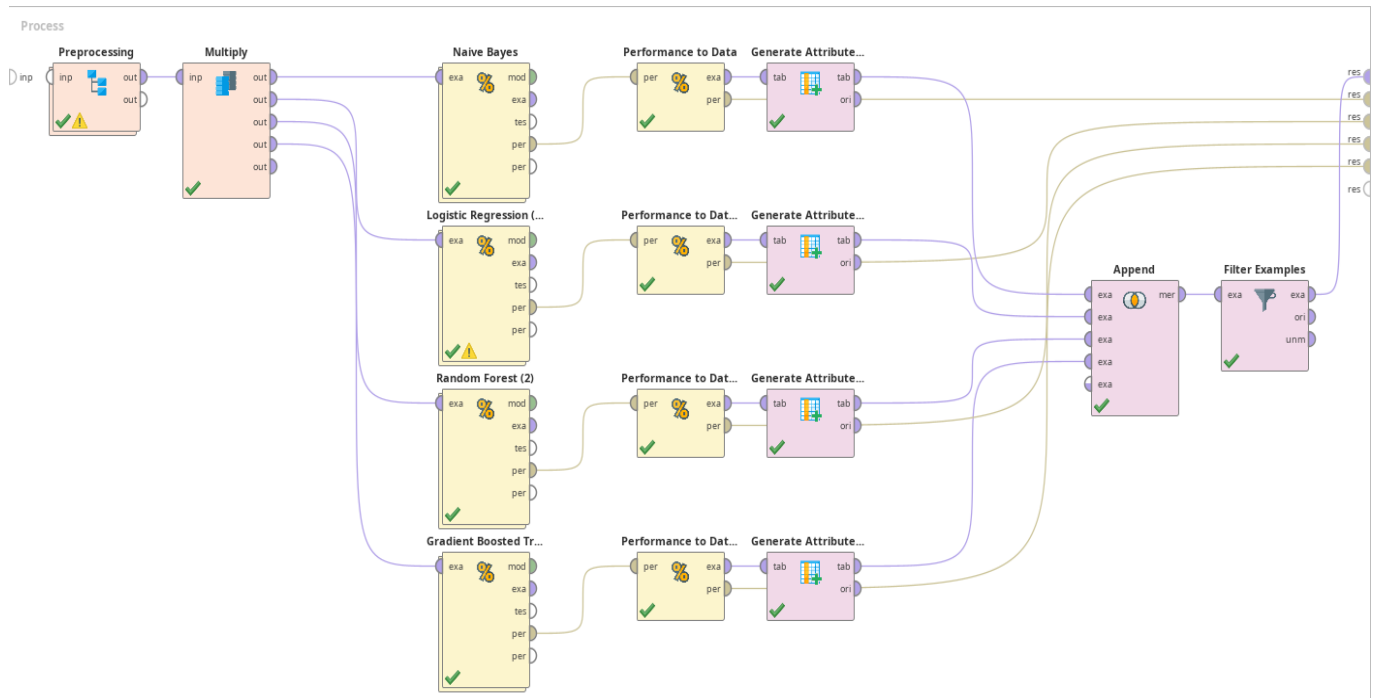 Process
inp
Preprocessing
inp out
out
Multiply
inp out
out
out
out
out
Naive Bayes
exa mod
exa
tes
per
per
Performance to Data
per exa
per
Generate Attribute...
tab tab
ori
Logistic Regression (...
exa mod
exa
tes
per
per
Performance to Dat...
per exa
per
Generate Attribute...
tab tab
ori
Random Forest (2)
exa mod
exa
tes
per
per
Performance to Dat...
per exa
per
Generate Attribute...
tab tab
ori
Gradient Boosted Tr...
exa mod
exa
tes
per
per
Performance to Dat...
per exa
per
Generate Attribute...
tab tab
ori
Append
exa mer
exa
exa
exa
exa
Filter Examples
exa exa
ori
unm
res
res
res
res
res
res